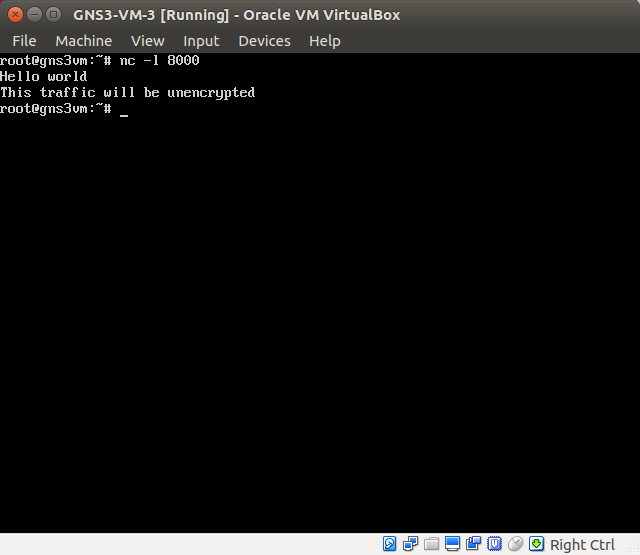 GNS3-VM-3 [Running] - Oracle VM VirtualBox
File Machine View Input Devices Help
root@gns3vm:~# nc -l 8000
Hello world
This traffic will be unencrypted
root@gns3vm:~# _
Right Ctrl